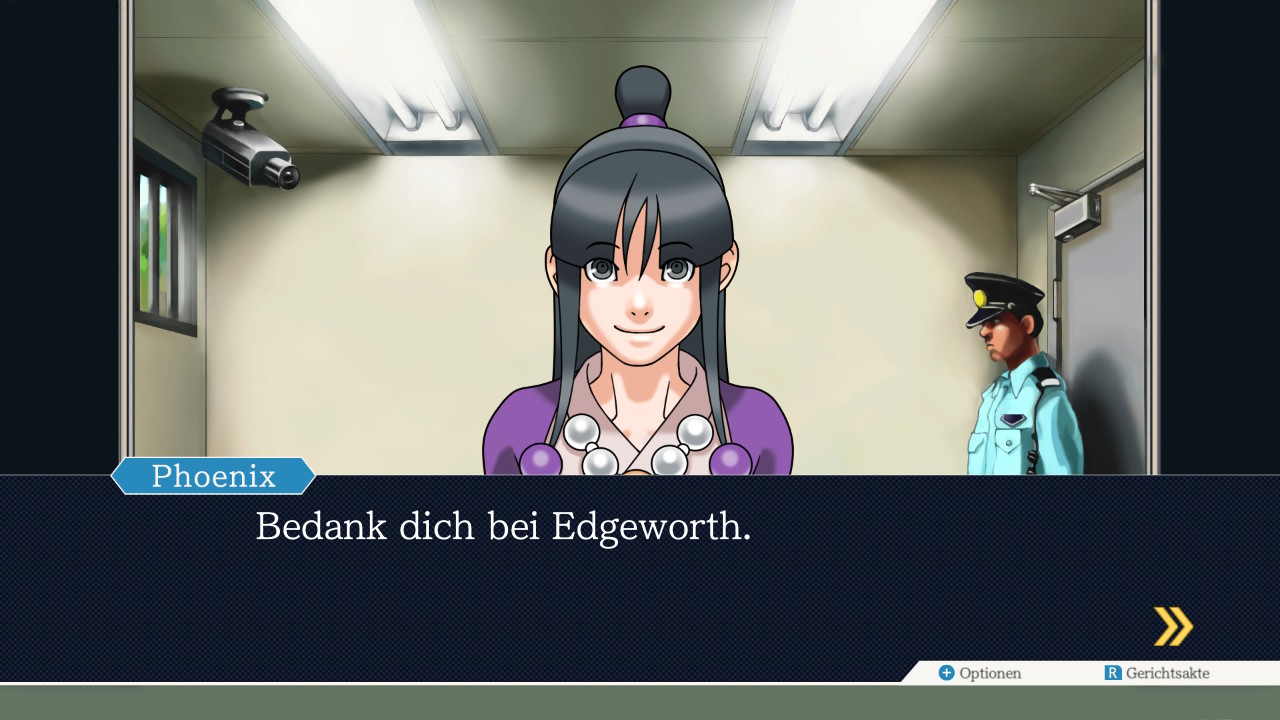 Phoenix
Bedank dich bei Edgeworth.
+ Optionen
R Gerichtsakte